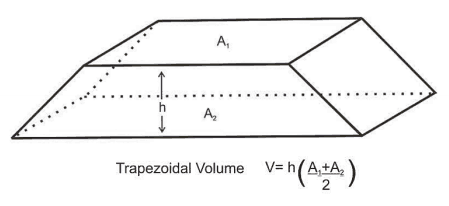 A₁
h
A₂
Trapezoidal Volume V= h(A₁+A₂/2)